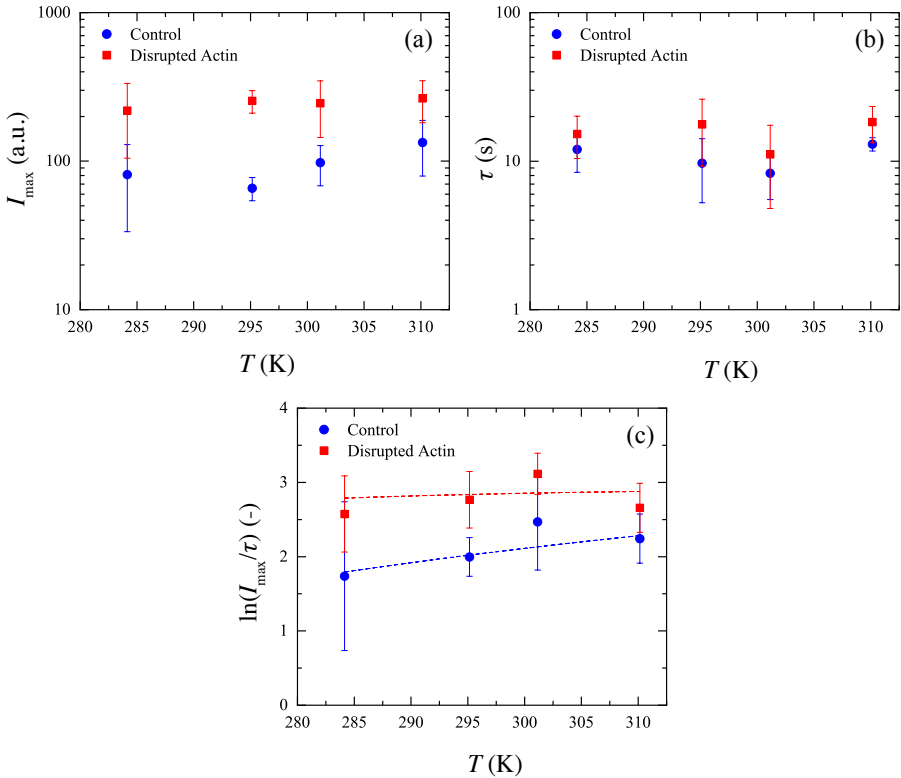 1000
100
10
I_max (a.u.)
Control
Disrupted Actin
(a)
280 285 290 295 300 305 310
T (K)
10
1
100
τ (s)
Control
Disrupted Actin
(b)
280 285 290 295 300 305 310
T (K)
4
3
2
1
0
ln(I_max/τ) (-)
Control
Disrupted Actin
(c)
280 285 290 295 300 305 310
T (K)